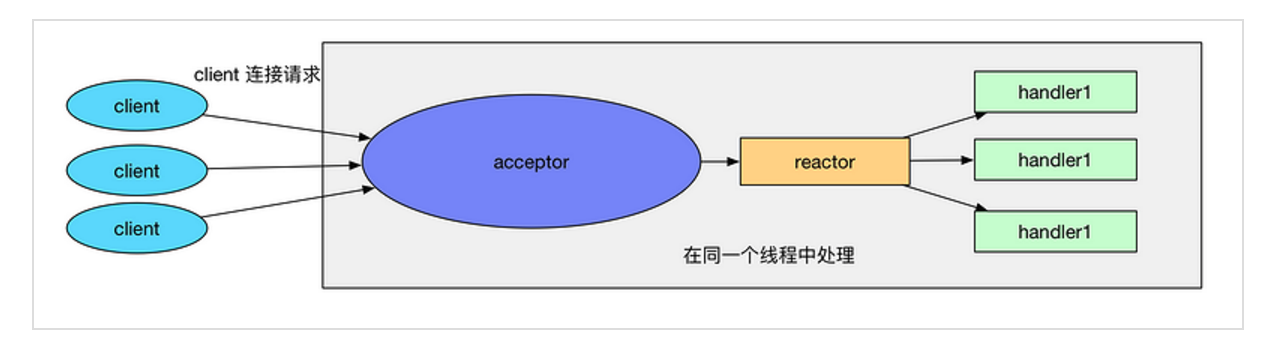 client 连接请求
client
client
client
acceptor
reactor
handler1
handler1
handler1
在同一个线程中处理